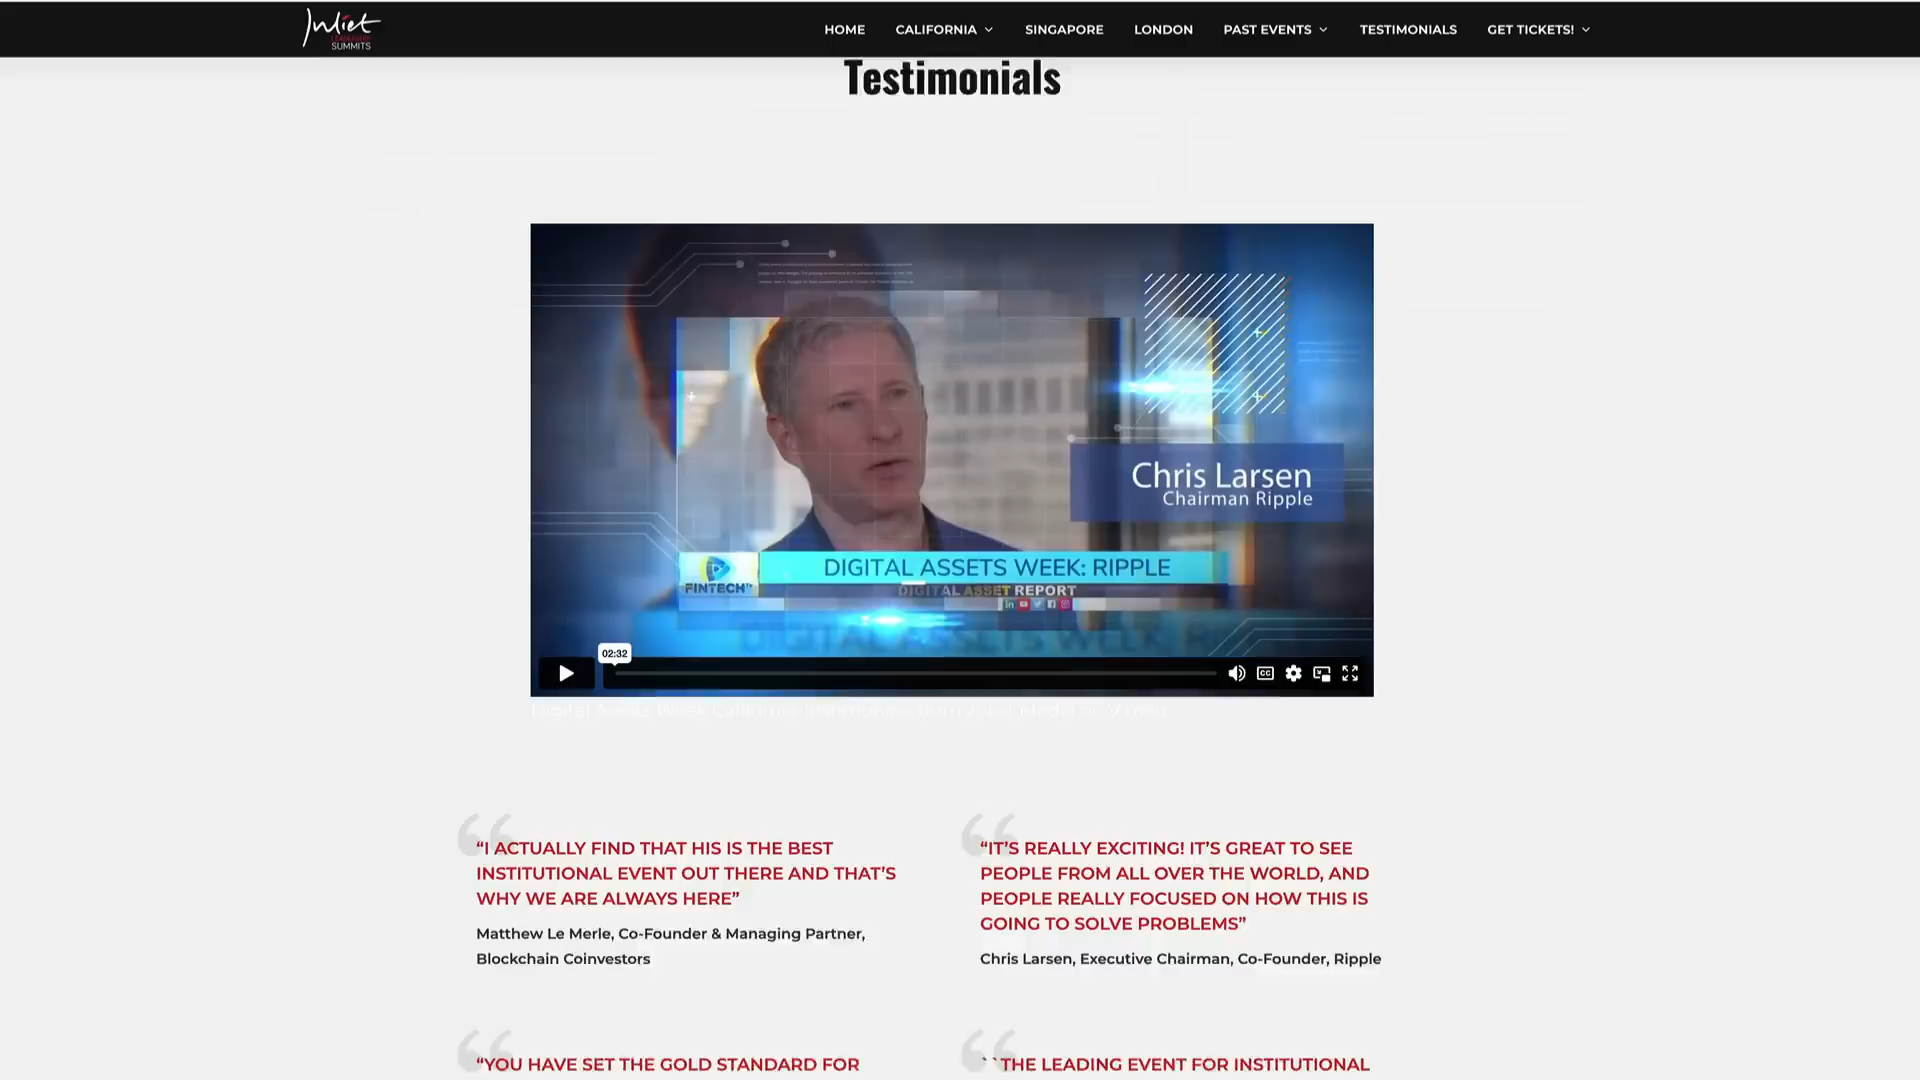 Juliet
LEADERSHIP
SUMMITS
HOME
CALIFORNIA
SINGAPORE
LONDON
PAST EVENTS
TESTIMONIALS
GET TICKETS!
Testimonials
Chris Larsen
Chairman Ripple
DIGITAL ASSETS WEEK: RIPPLE
FINTECH
DIGITAL ASSET REPORT
DIGITAL ASSETS WEEK: R
02:32
CC
“I ACTUALLY FIND THAT HIS IS THE BEST
INSTITUTIONAL EVENT OUT THERE AND THAT’S
WHY WE ARE ALWAYS HERE”
Matthew Le Merle, Co-Founder & Managing Partner,
Blockchain Coinvestors
“IT’S REALLY EXCITING! IT’S GREAT TO SEE
PEOPLE FROM ALL OVER THE WORLD, AND
PEOPLE REALLY FOCUSED ON HOW THIS IS
GOING TO SOLVE PROBLEMS”
Chris Larsen, Executive Chairman, Co-Founder, Ripple
“YOU HAVE SET THE GOLD STANDARD FOR
``THE LEADING EVENT FOR INSTITUTIONAL